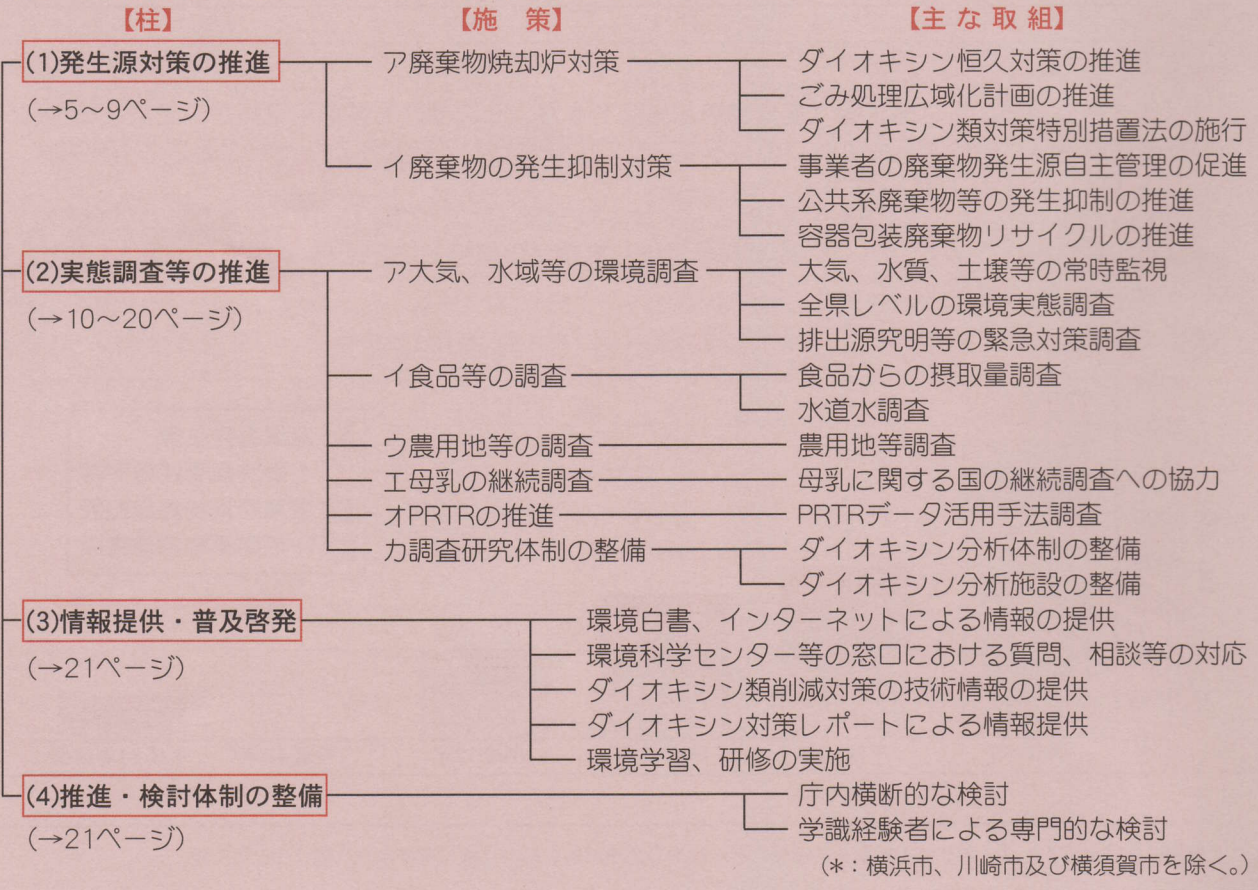 【柱】 【施 策】 【主な取組】
(1)発生源対策の推進 ア廃棄物焼却炉対策 ダイオキシン恒久対策の推進
(→5~9ページ) ごみ処理広域化計画の推進
ダイオキシン類対策特別措置法の施行
イ廃棄物の発生抑制対策 事業者の廃棄物発生源自主管理の促進
公共系廃棄物等の発生抑制の推進
容器包装廃棄物リサイクルの推進
(2)実態調査等の推進 ア大気、水域等の環境調査 大気、水質、土壌等の常時監視
(→10~20ページ) 全県レベルの環境実態調査
排出源究明等の緊急対策調査
イ食品等の調査 食品からの摂取量調査
水道水調査
ウ農用地等の調査 農用地等調査
エ母乳の継続調査 母乳に関する国の継続調査への協力
オPRTRの推進 PRTRデータ活用手法調査
カ調査研究体制の整備 ダイオキシン分析体制の整備
ダイオキシン分析施設の整備
(3)情報提供・普及啓発 環境白書、インターネットによる情報の提供
(→21ページ) 環境科学センター等の窓口における質問、相談等の対応
ダイオキシン類削減対策の技術情報の提供
ダイオキシン対策レポートによる情報提供
環境学習、研修の実施
(4)推進・検討体制の整備 庁内横断的な検討
(→21ページ) 学識経験者による専門的な検討
(*:横浜市、川崎市及び横須賀市を除く。)